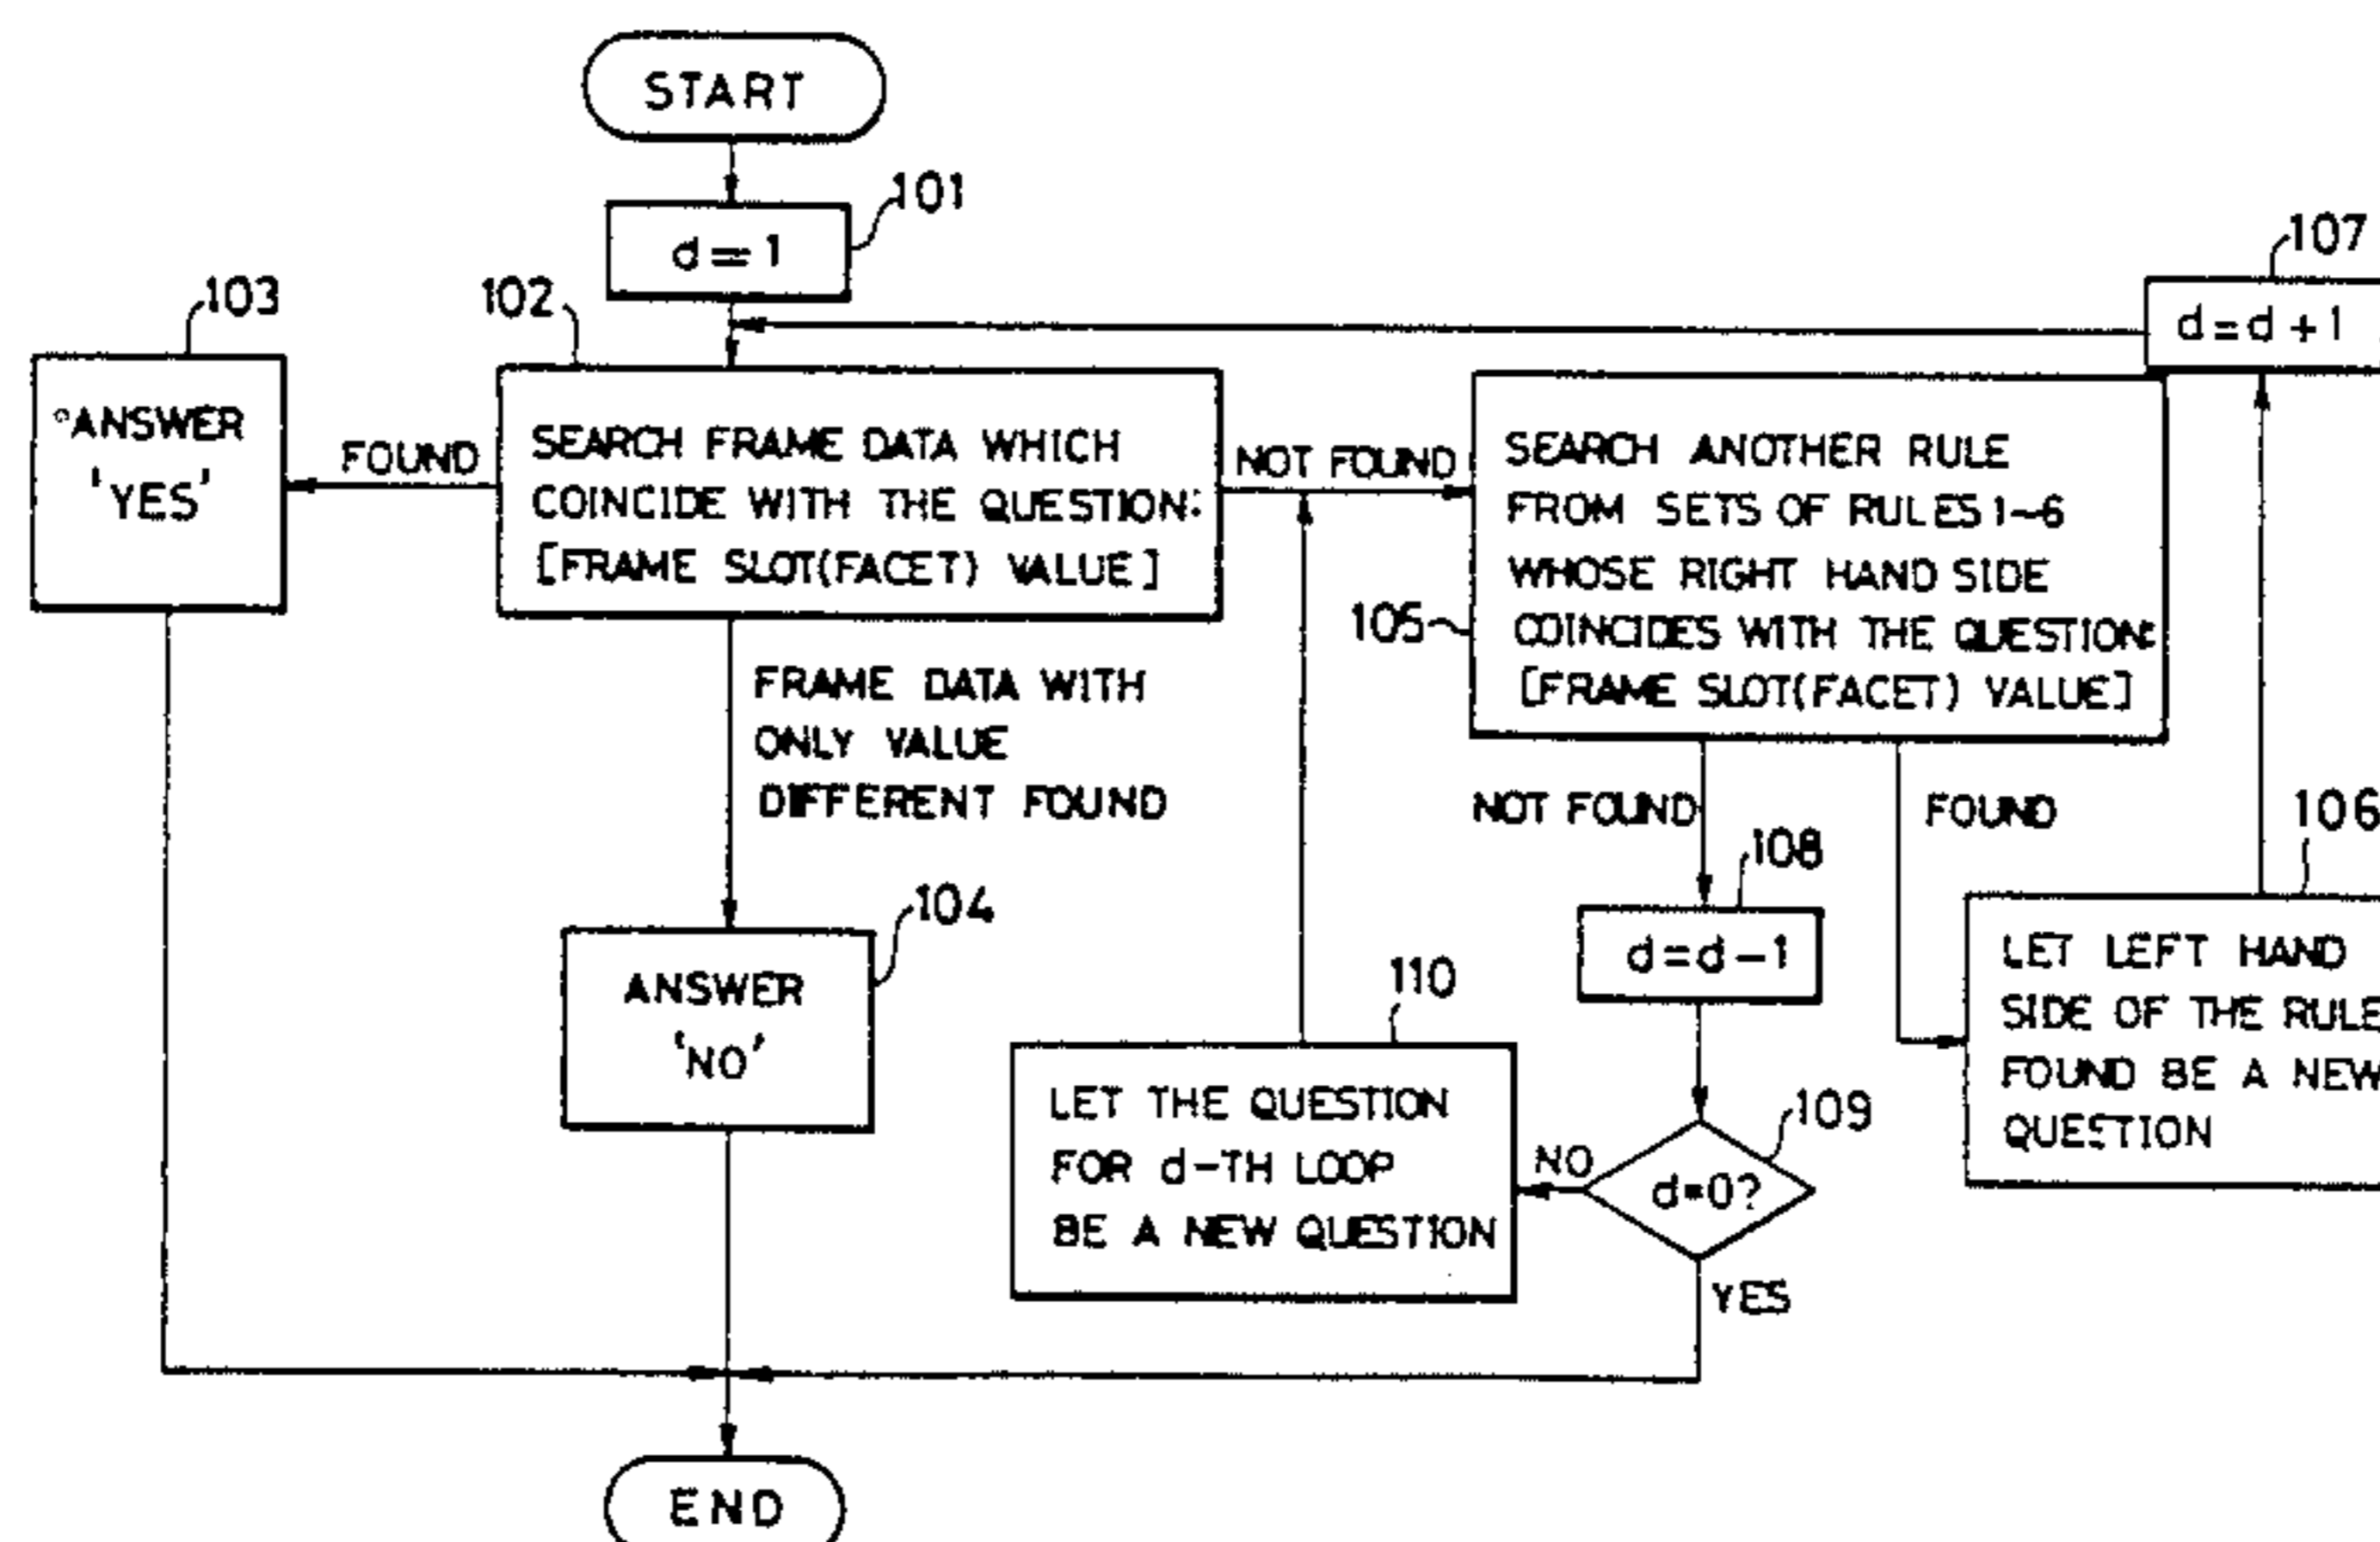 START
101
d=1
107
d=d+1
103
102
ANSWER
'YES'
FOUND
SEARCH FRAME DATA WHICH
COINCIDE WITH THE QUESTION:
[FRAME SLOT(FACET) VALUE]
NOT FOUND
SEARCH ANOTHER RULE
FROM SETS OF RULES 1~6
WHOSE RIGHT HAND SIDE
COINCIDES WITH THE QUESTION:
[FRAME SLOT(FACET) VALUE]
105
FRAME DATA WITH
ONLY VALUE
DIFFERENT FOUND
NOT FOUND
FOUND
108
106
104
ANSWER
'NO'
d=d-1
LET LEFT HAND
SIDE OF THE RULE
FOUND BE A NEW
QUESTION
110
LET THE QUESTION
FOR d-TH LOOP
BE A NEW QUESTION
NO
109
d=0?
YES
END